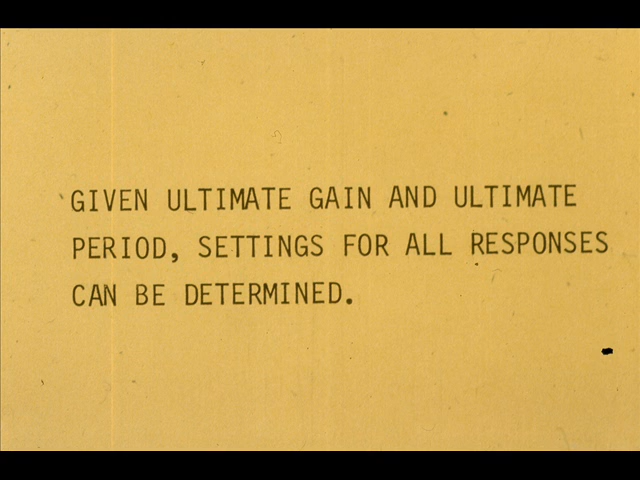 GIVEN ULTIMATE GAIN AND ULTIMATE
PERIOD, SETTINGS FOR ALL RESPONSES
CAN BE DETERMINED.